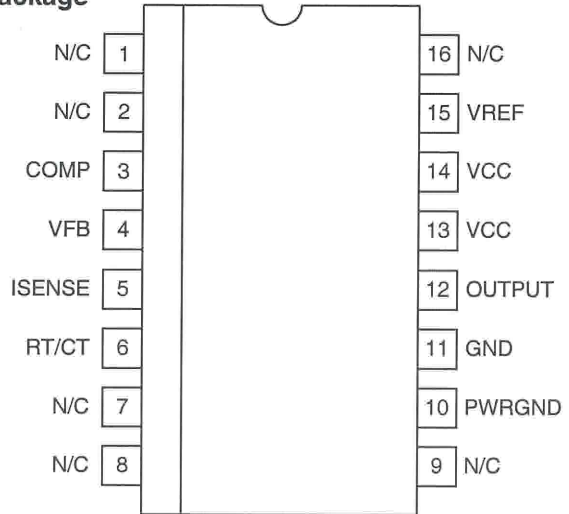 N/C 1
N/C 2
COMP 3
VFB 4
ISENSE 5
RT/CT 6
N/C 7
N/C 8
16 N/C
15 VREF
14 VCC
13 VCC
12 OUTPUT
11 GND
10 PWRGND
9 N/C